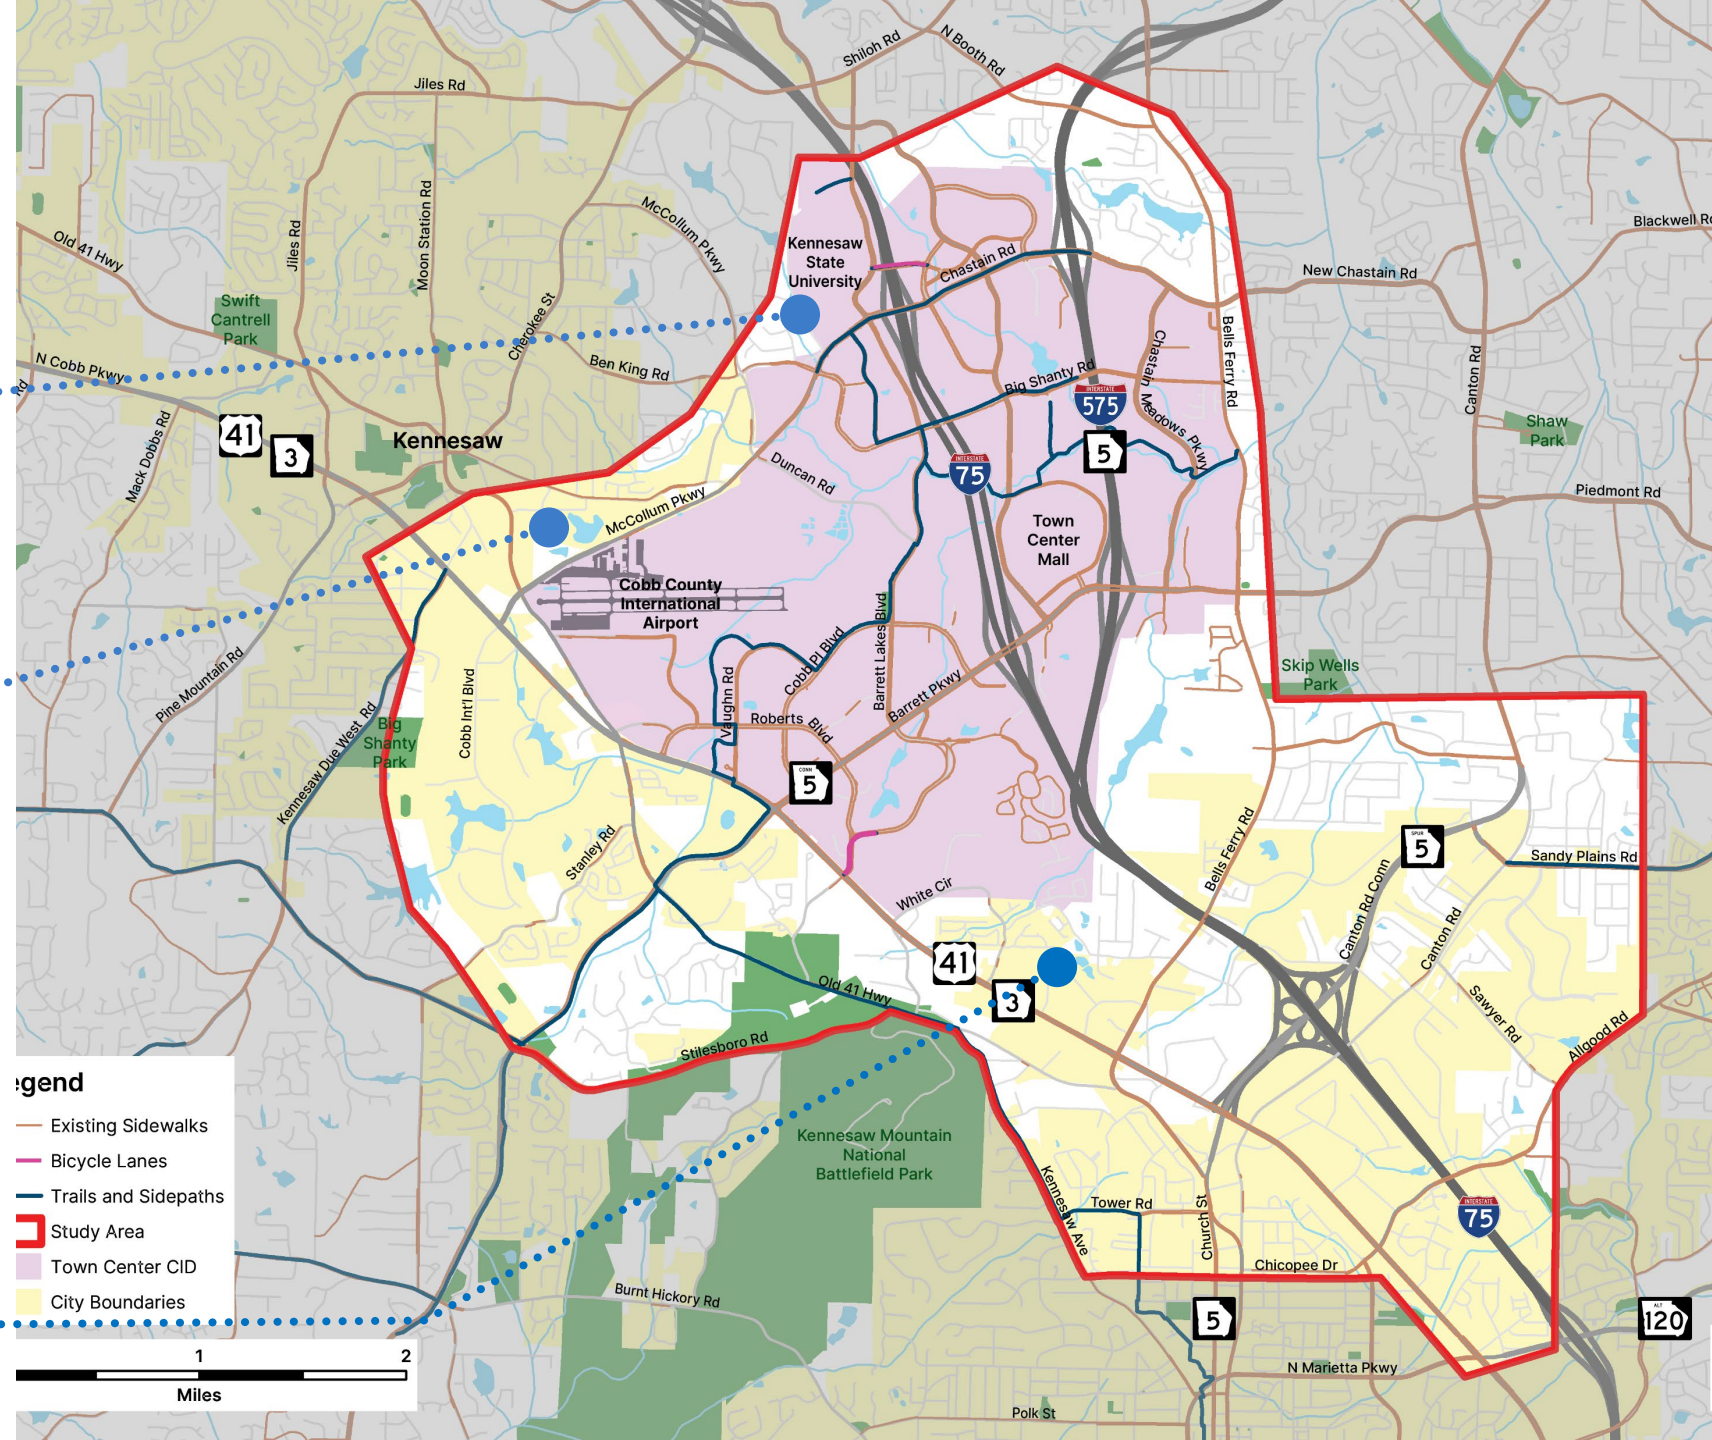 Shiloh Rd
N Booth Rd
Jiles Rd
Jiles Rd
Moon Station Rd
McCollum Pkwy
Old 41 Hwy
Blackwell Rd
Kennesaw
State
University
Chastain Rd
New Chastain Rd
Swift
Cantrell
Park
Cherokee St
N Cobb Pkwy
Rd
Ben King Rd
Big Shanty Rd
Chastain Meadows Pkwy
Bells Ferry Rd
Canton Rd
INTERSTATE
575
41
3
Kennesaw
Mack Dobbs Rd
5
Shaw
Park
INTERSTATE
75
Duncan Rd
McCollum Pkwy
Piedmont Rd
Town
Center
Mall
Cobb County
International
Airport
Barrett Lakes Blvd
Cobb Pl Blvd
Vaughn Rd
Barrett Pkwy
Roberts Blvd
Skip Wells
Park
Pine Mountain Rd
Cobb Int'l Blvd
Kennesaw Due West Rd
Big
Shanty
Park
CONN
5
Stanley Rd
White Cir
Bells Ferry Rd
SPUR
5
Sandy Plains Rd
Canton Rd Conn
Canton Rd
41
3
Old 41 Hwy
Sawyer Rd
Allgood Rd
Stilesboro Rd
Kennesaw Mountain
National
Battlefield Park
Kennesaw Ave
Tower Rd
Church St
INTERSTATE
75
Chicopee Dr
Burnt Hickory Rd
5
ALT
120
N Marietta Pkwy
Polk St
egend
Existing Sidewalks
Bicycle Lanes
Trails and Sidepaths
Study Area
Town Center CID
City Boundaries
1 2
Miles